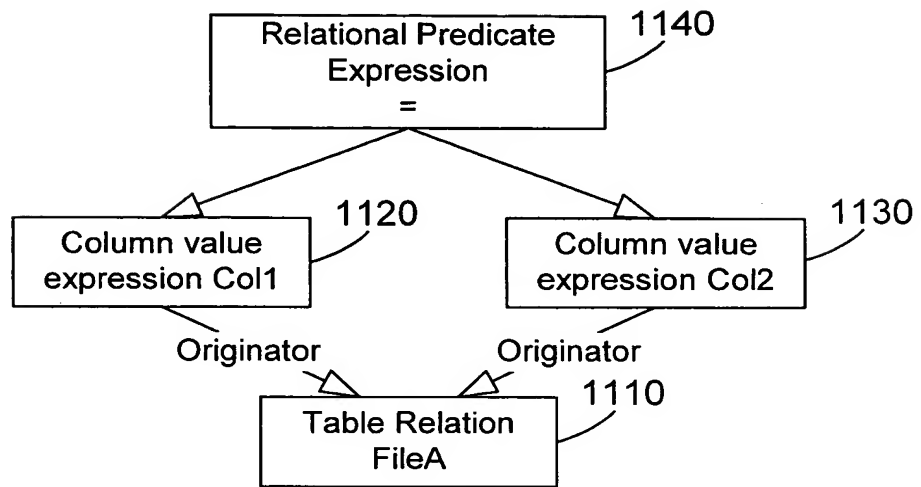 Relational Predicate
Expression
=
1140
Column value
expression Col1
1120
Column value
expression Col2
1130
Originator
Originator
Table Relation
FileA
1110